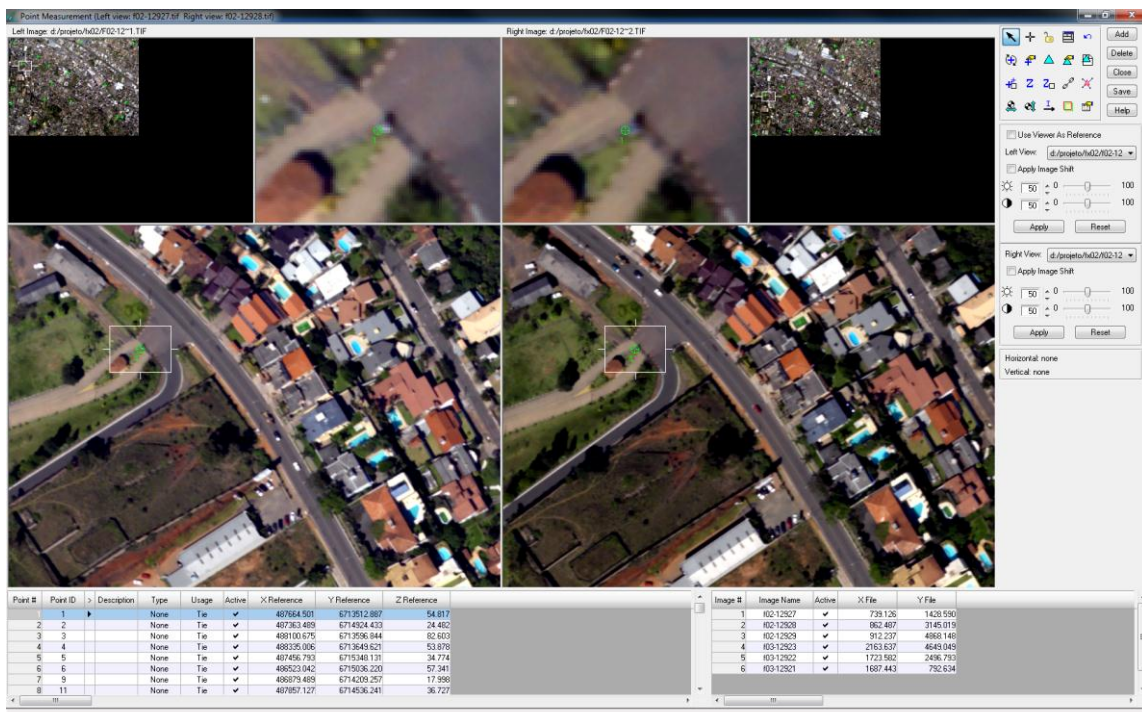 Point Measurement (Left view: f02-12927.tif Right view: f02-12928.tif)
Left Image: d:/projeto/fx02/F02-12~1.TIF
Right Image: d:/projeto/fx02/F02-12~2.TIF
Add
Delete
Close
Save
Help
Use Viewer As Reference
Left View: d:/projeto/fx02/f02-12
Apply Image Shift
50 0 100
50 0 100
Apply Reset
Right View: d:/projeto/fx02/f02-12
Apply Image Shift
50 0 100
50 0 100
Apply Reset
Horizontal: none
Vertical: none
Point # Point ID > Description Type Usage Active X Reference Y Reference Z Reference
1 1 None Tie 487664.501 6713512.887 54.817
2 2 None Tie 487363.489 6714924.433 24.482
3 3 None Tie 488100.675 6713596.844 82.603
4 4 None Tie 488335.006 6713649.621 53.878
5 5 None Tie 487456.793 6715348.131 34.774
6 6 None Tie 486523.042 6715036.220 57.341
7 9 None Tie 486879.489 6714209.257 17.998
8 11 None Tie 487857.127 6714536.241 36.727
Image # Image Name Active X File Y File
1 f02-12927 739.126 1428.590
2 f02-12928 862.487 3145.019
3 f02-12929 912.237 4868.148
4 f03-12923 2163.637 4649.049
5 f03-12922 1723.582 2496.793
6 f03-12921 1687.443 792.634